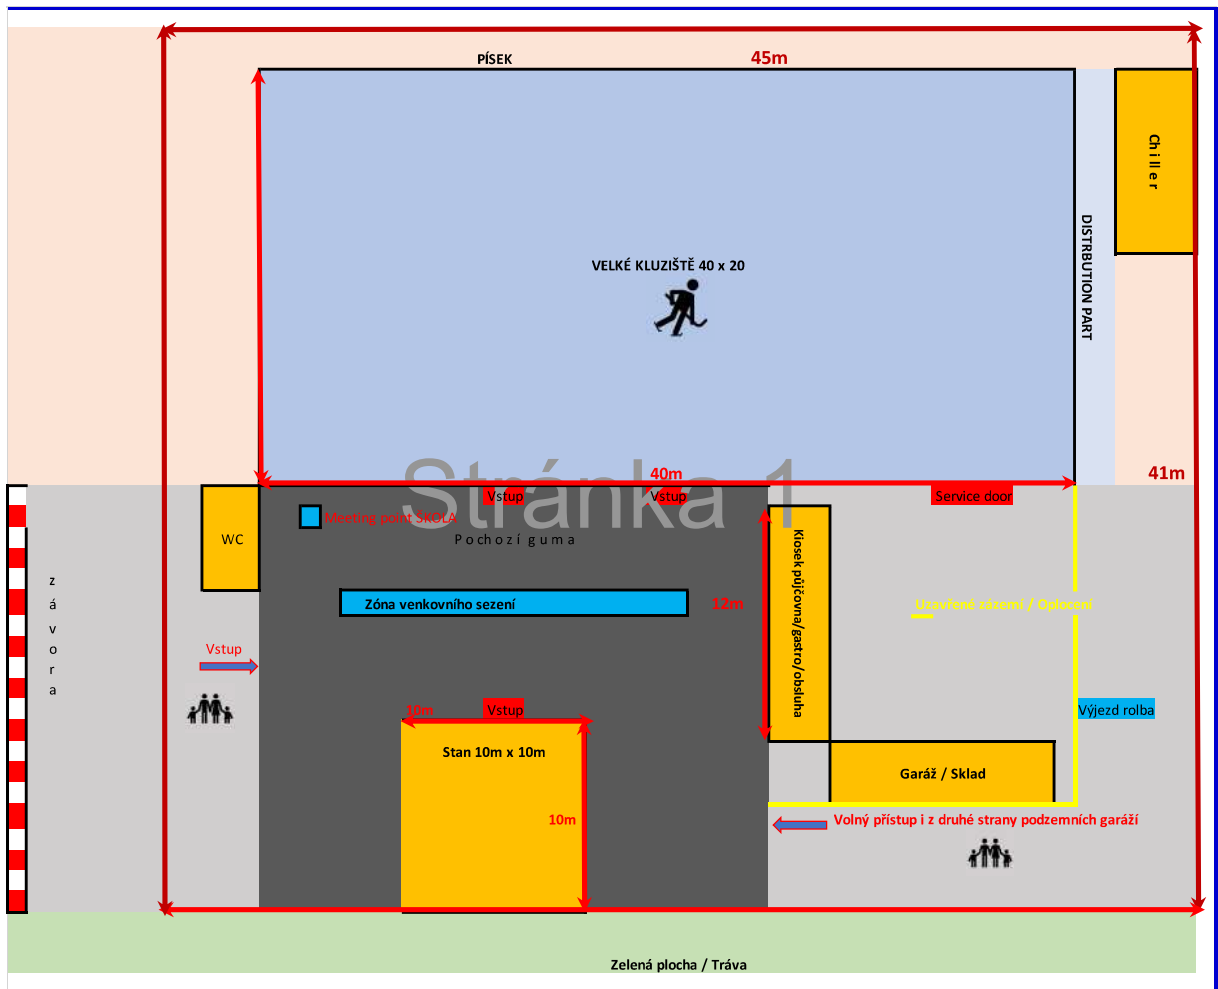 PÍSEK
45m
Chiller
DISTRBUTION PART
VELKÉ KLUZIŠTĚ 40 x 20
Stránka 1
40m
41m
Vstup
Vstup
Service door
Meeting point ŠKOLA
WC
Pochozí guma
Kiosek půjčovna/gastro/obsluha
závora
Zóna venkovního sezení
12m
Uzavřené zázemí / Oplocení
Vstup
10m
Vstup
Výjezd rolba
Stan 10m x 10m
Garáž / Sklad
10m
Volný přístup i z druhé strany podzemních garáží
Zelená plocha / Tráva